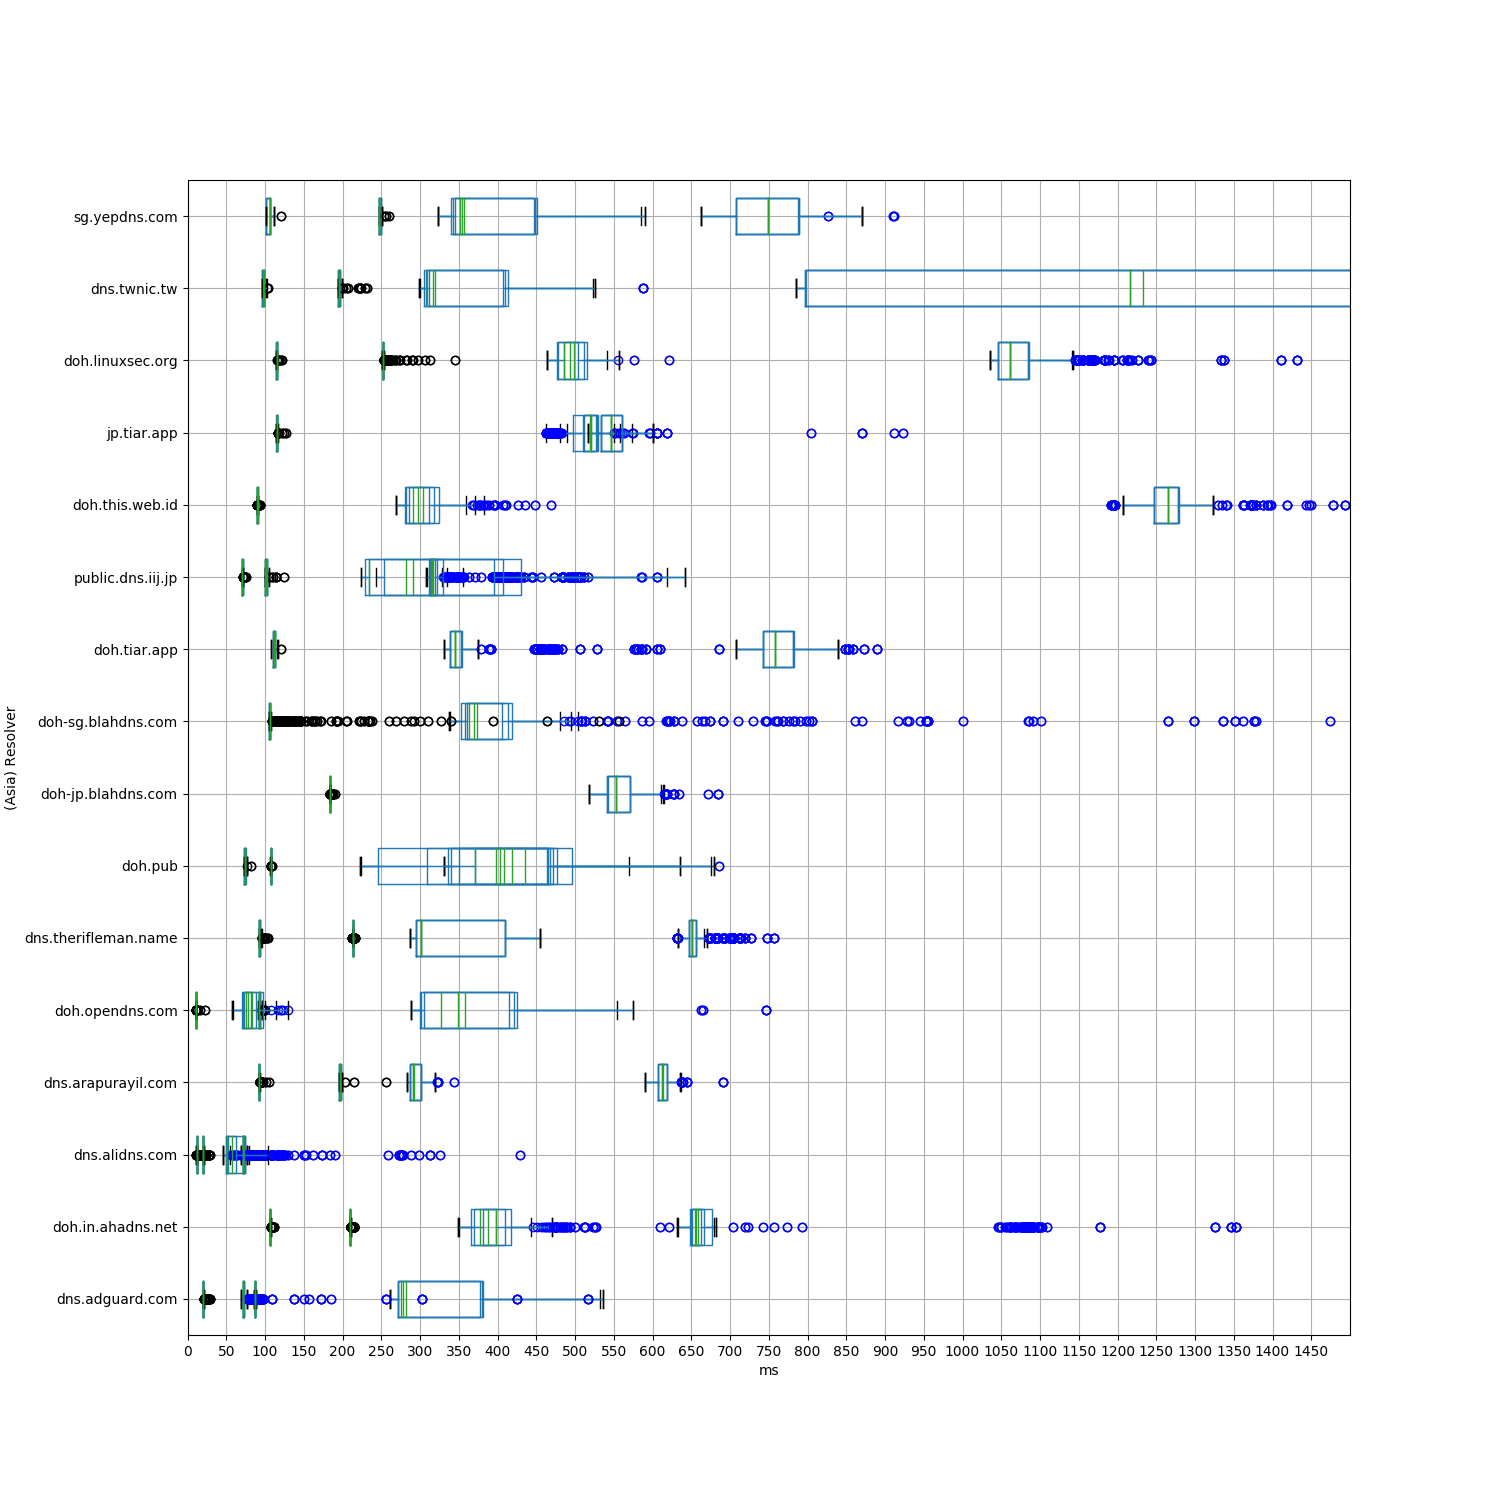 sg.yepdns.com
dns.twnic.tw
doh.linuxsec.org
jp.tiar.app
doh.this.web.id
public.dns.iij.jp
doh.tiar.app
doh-sg.blahdns.com
doh-jp.blahdns.com
doh.pub
dns.therifleman.name
doh.opendns.com
dns.arapurayil.com
dns.alidns.com
doh.in.ahadns.net
dns.adguard.com
(Asia) Resolver
0 50 100 150 200 250 300 350 400 450 500 550 600 650 700 750 800 850 900 950 1000 1050 1100 1150 1200 1250 1300 1350 1400 1450
ms